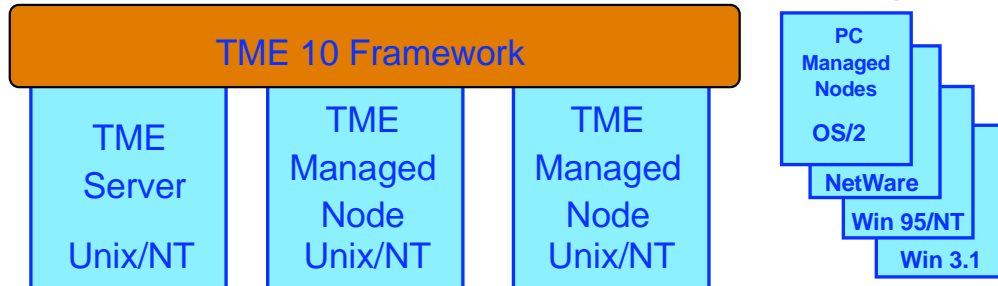 TME 10 Framework
TME
Server
Unix/NT
TME
Managed
Node
Unix/NT
TME
Managed
Node
Unix/NT
PC
Managed
Nodes
OS/2
NetWare
Win 95/NT
Win 3.1